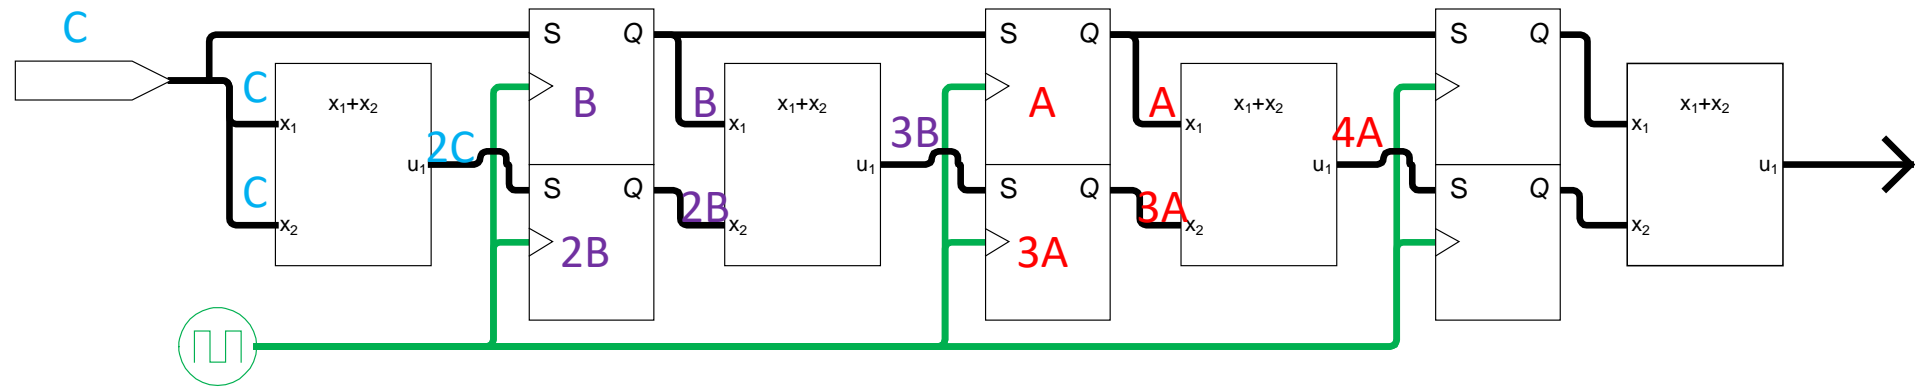 C
S Q S Q S Q
C x₁+x₂ x₁+x₂ x₁+x₂ x₁+x₂
B B A A
x₁ x₁ x₁ x₁
2C 3B 4A
u₁ u₁ u₁ u₁
C S Q S Q S Q
2B 3A
x₂ x₂ x₂ x₂
2B 3A